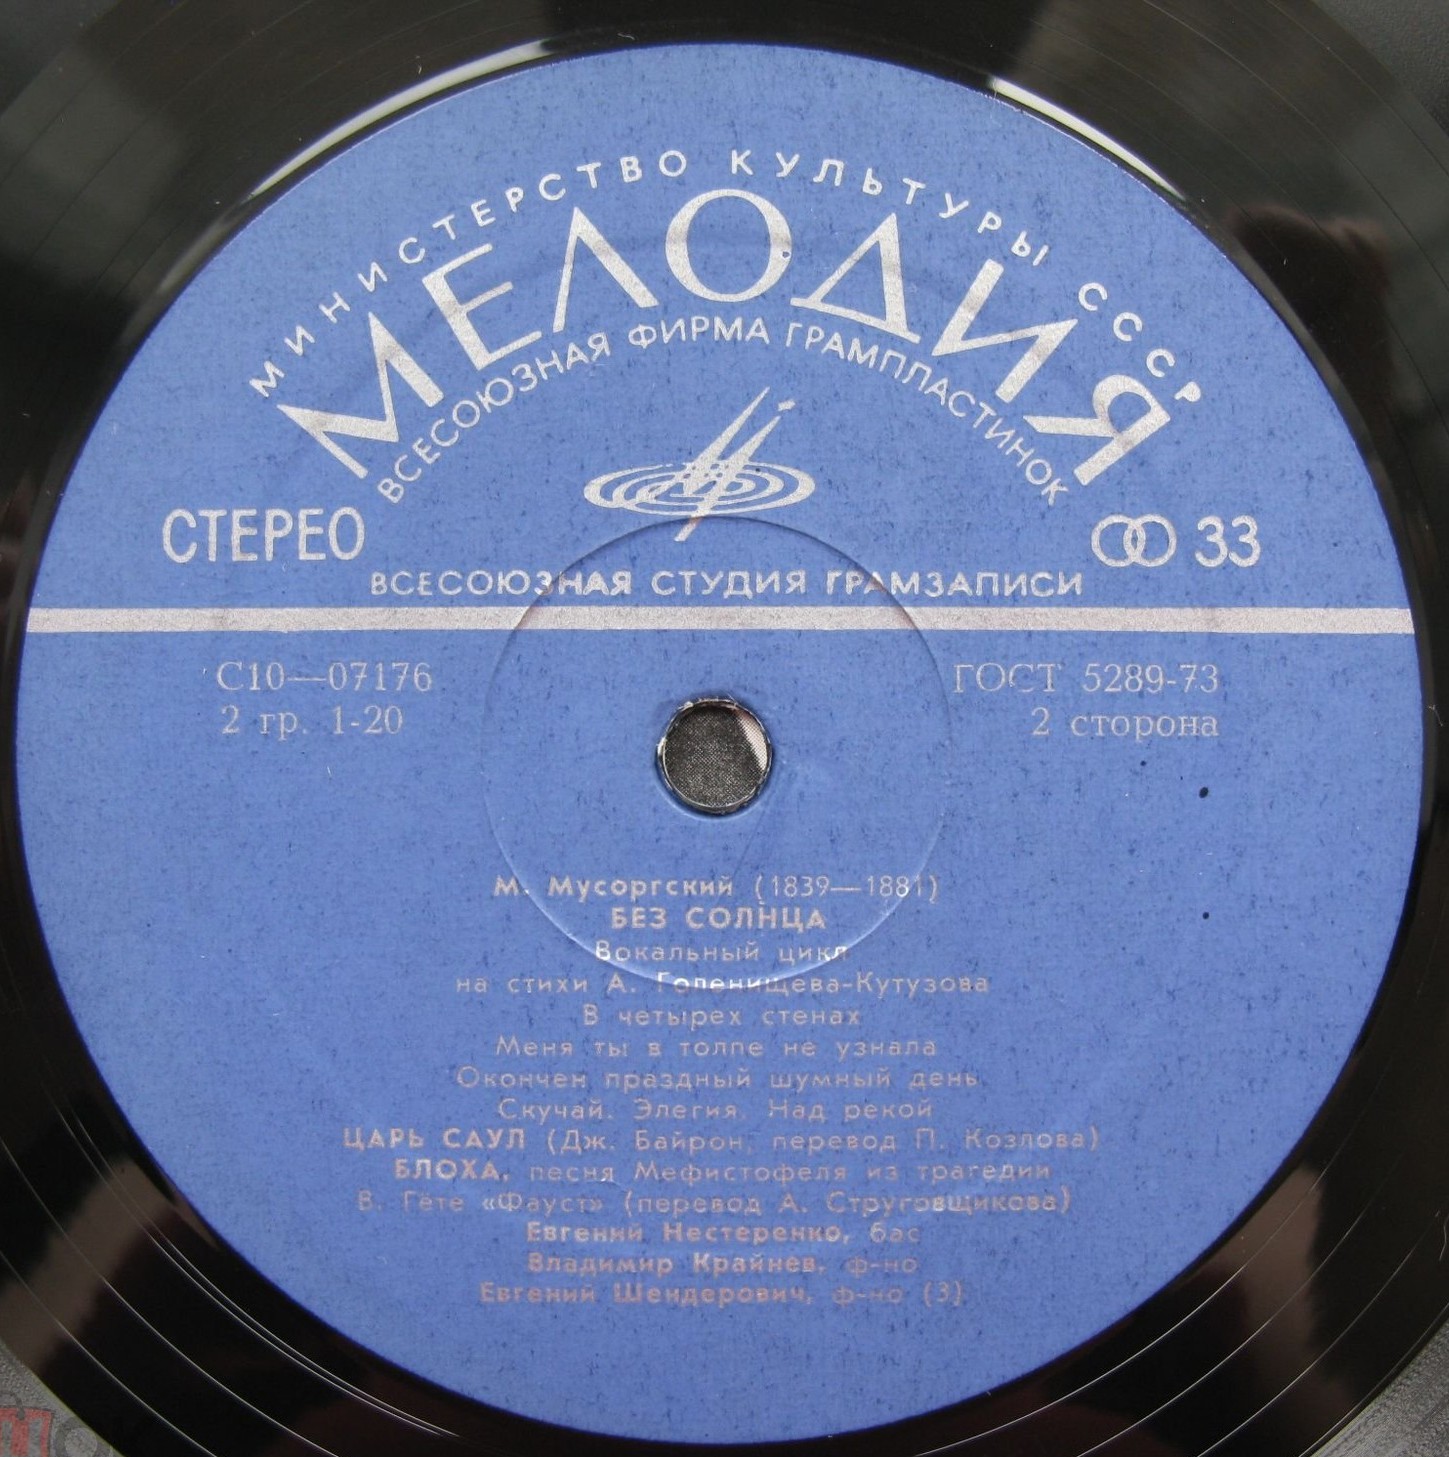 МИНИСТЕРСТВО КУЛЬТУРЫ СССР
МЕЛОДИЯ
ВСЕСОЮЗНАЯ ФИРМА ГРАМПЛАСТИНОК
СТЕРЕО
33
ВСЕСОЮЗНАЯ СТУДИЯ ГРАМЗАПИСИ
С10—07176
ГОСТ 5289-73
2 гр. 1-20
2 сторона
М. Мусоргский (1839—1881)
БЕЗ СОЛНЦА
Вокальный цикл
на стихи А. Голенищева-Кутузова
В четырех стенах
Меня ты в толпе не узнала
Окончен праздный шумный день
Скучай. Элегия. Над рекой
ЦАРЬ САУЛ (Дж. Байрон, перевод П. Козлова)
БЛОХА, песня Мефистофеля из трагедии
В. Гёте «Фауст» (перевод А. Струговщикова)
Евгений Нестеренко, бас
Владимир Крайнев, ф-но
Евгений Шендерович, ф-но (3)